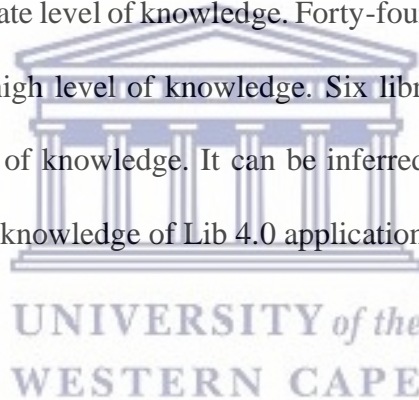 ate level of knowledge. Forty-fou
high level of knowledge. Six libr
of knowledge. It can be inferred
knowledge of Lib 4.0 application
UNIVERSITY of the
WESTERN CAPE